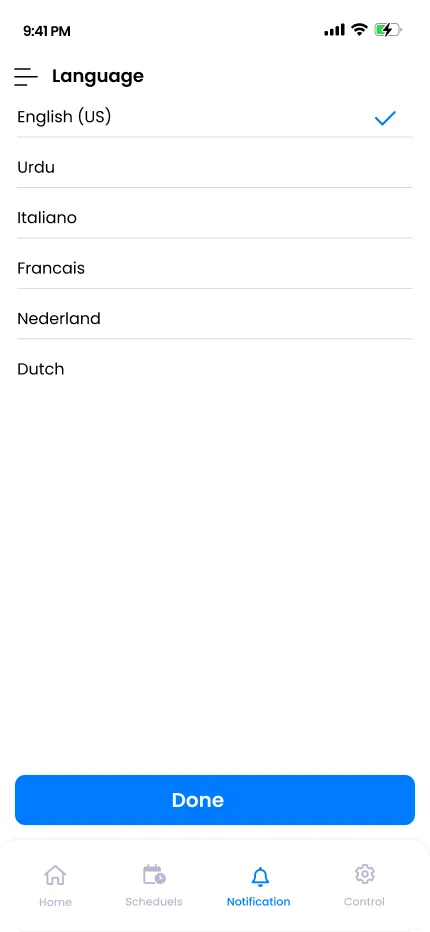 9:41 PM
Language
English (US)
Urdu
Italiano
Francais
Nederland
Dutch
Done
Home
Scheduels
Notification
Control